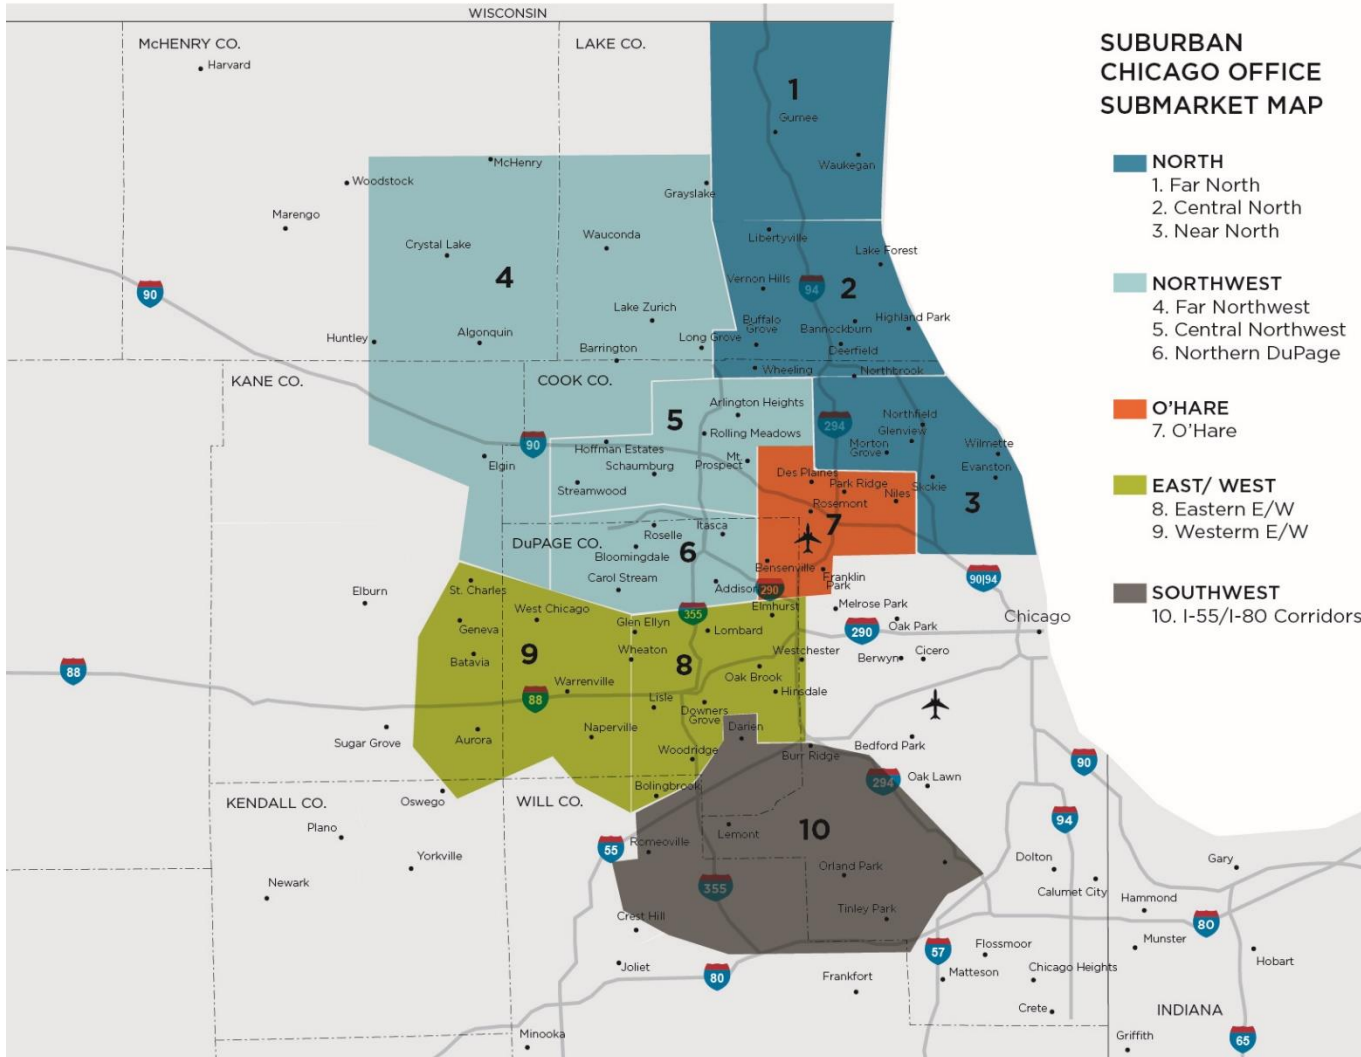 WISCONSIN
McHENRY CO.
LAKE CO.
Harvard
1
Gurnee
Waukegan
McHenry
Woodstock
Grayslake
Marengo
Crystal Lake
Wauconda
Libertyville
Lake Forest
4
Vernon Hills
94
2
90
Lake Zurich
Buffalo
Grove
Bannockburn
Highland Park
Huntley
Algonquin
Barrington
Long Grove
Deerfield
Wheeling
Northbrook
KANE CO.
COOK CO.
Arlington Heights
5
Rolling Meadows
294
Northfield
Glenview
Morton
Grove
Wilmette
90
Hoffman Estates
Schaumburg
Mt
Prospect
Elgin
Streamwood
Des Plaines
Park Ridge
Niles
Rosemont
Skokie
Evanston
3
7
DuPAGE CO.
Roselle
Itasca
Bloomingdale
6
Carol Stream
Addison
Bensenville
Franklin
Park
290
90|94
Elburn
St. Charles
West Chicago
Geneva
355
Elmhurst
Melrose Park
Oak Park
Chicago
Glen Ellyn
Lombard
290
Batavia
9
Wheaton
8
Westchester
Berwyn
Cicero
Oak Brook
88
Warrenville
88
Lisle
Hinsdale
Downers
Grove
Sugar Grove
Aurora
Naperville
Darien
Woodridge
Burr Ridge
Bedford Park
Oak Lawn
294
90
Bolingbrook
KENDALL CO.
Oswego
WILL CO.
Plano
Yorkville
Newark
55
Romeoville
Lemont
10
94
Orland Park
Dolton
Calumet City
Gary
355
Crest Hill
Tinley Park
Hammond
80
Munster
57
Flossmoor
Joliet
80
Frankfort
Matteson
Chicago Heights
Hobart
Crete
INDIANA
Minooka
Griffith
65
SUBURBAN
CHICAGO OFFICE
SUBMARKET MAP
NORTH
1. Far North
2. Central North
3. Near North
NORTHWEST
4. Far Northwest
5. Central Northwest
6. Northern DuPage
O'HARE
7. O'Hare
EAST/ WEST
8. Eastern E/W
9. Westerm E/W
SOUTHWEST
10. I-55/I-80 Corridors